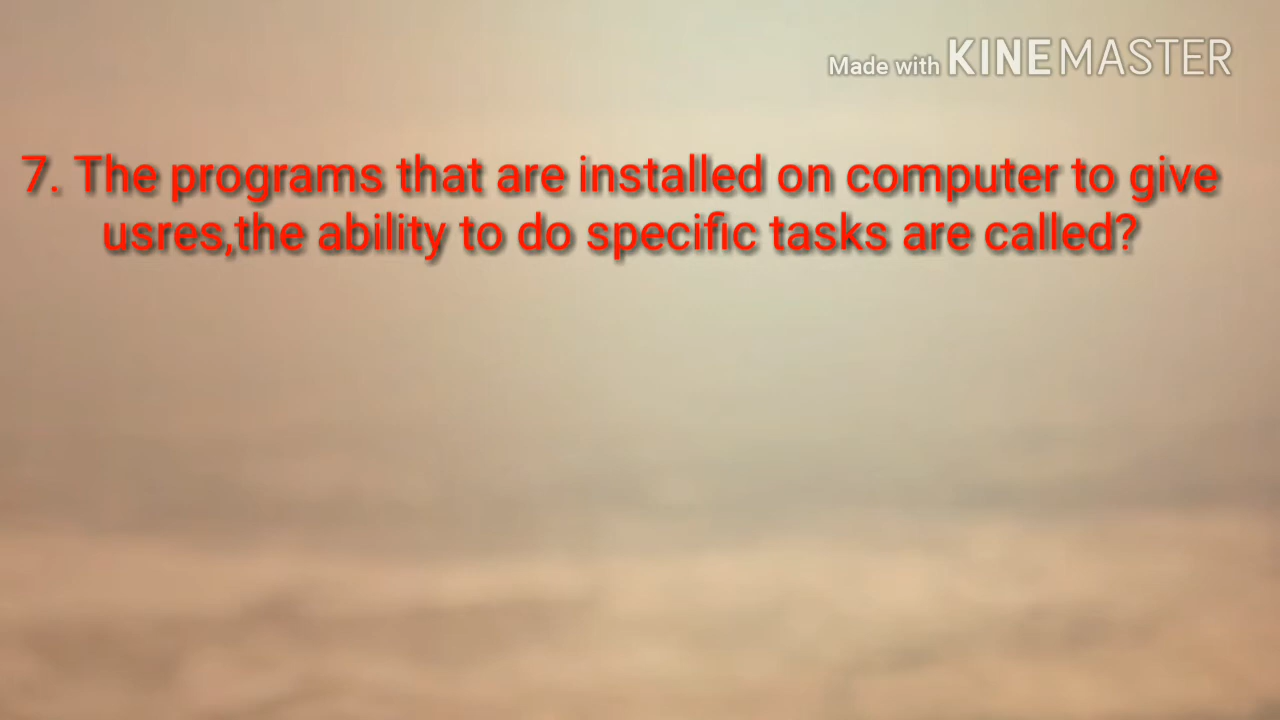 Made with KINEMASTER
7. The programs that are installed on computer to give
usres,the ability to do specific tasks are called?